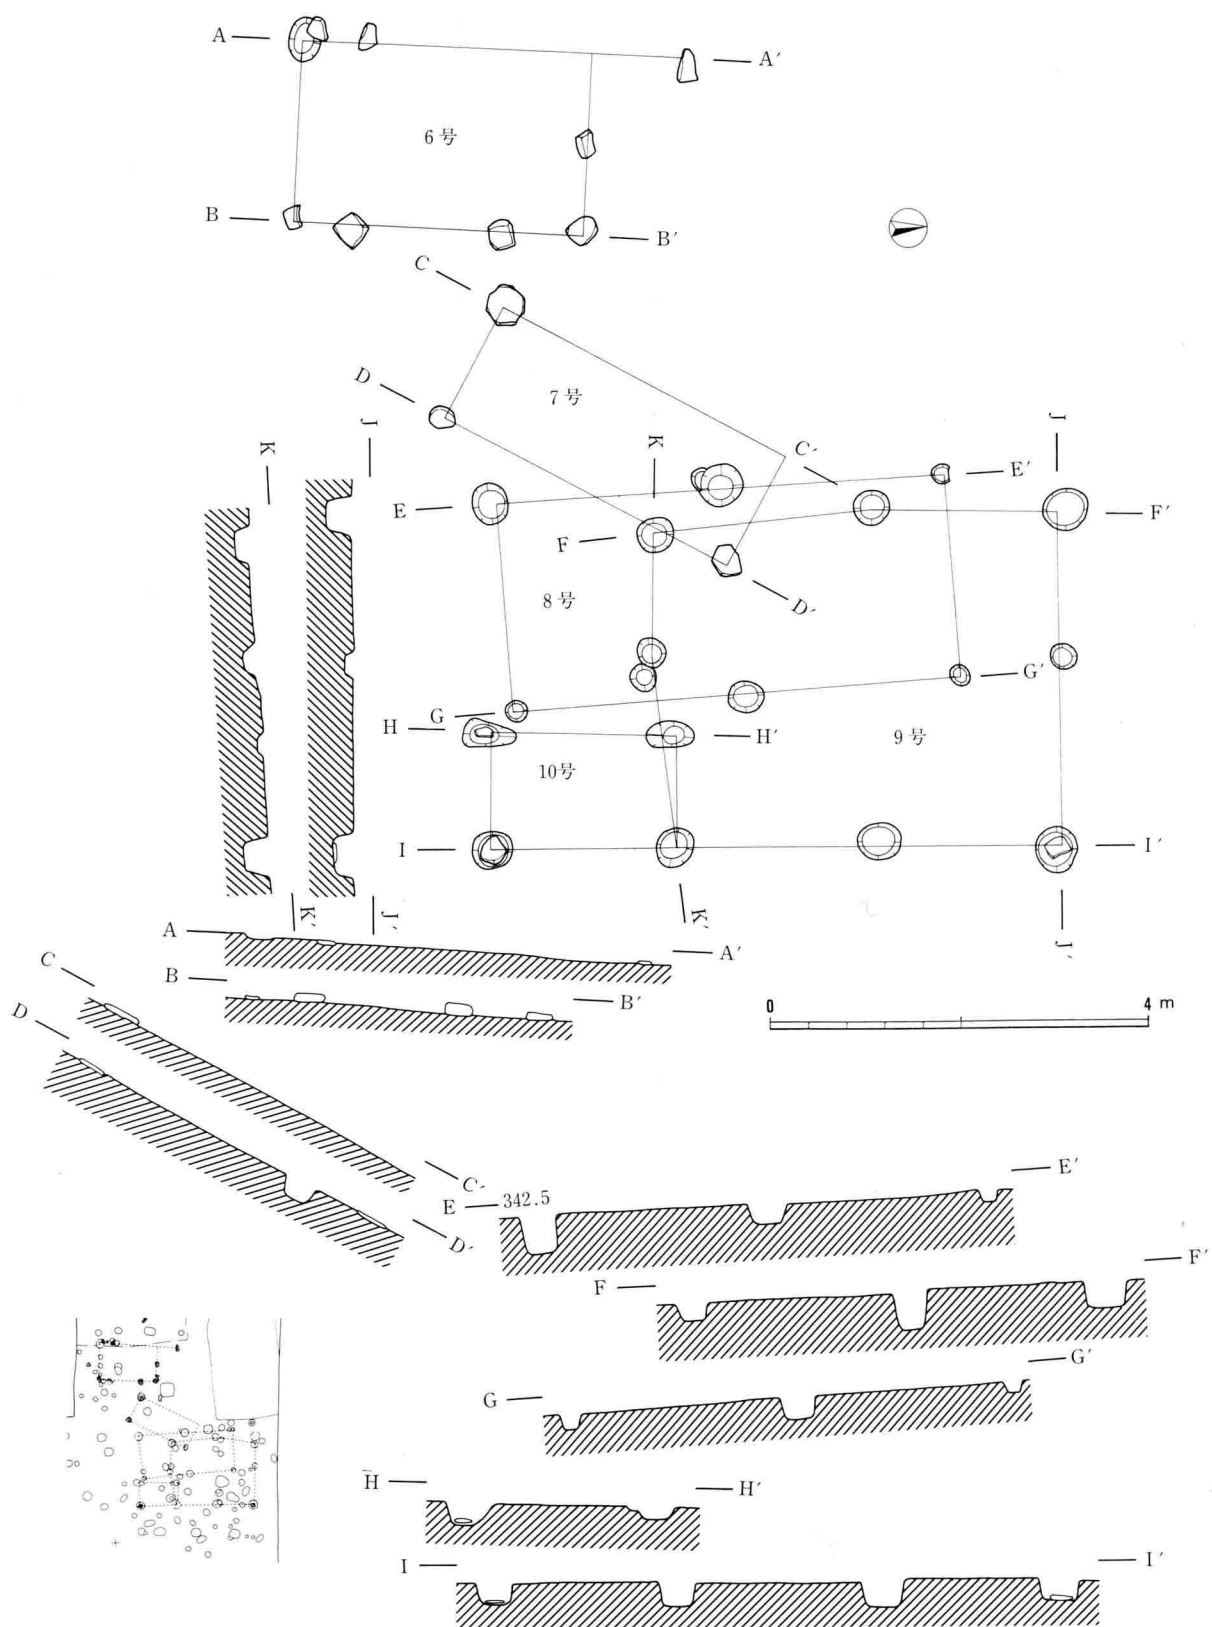 A
A′
6号
B
B′
C
D
7号
J
K
K
C′
J
E′
E
F
F′
8号
D′
G′
G
H
H′
9号
10号
I
I′
K′
J′
K′
J′
A
A′
B
B′
C
D
0 4 m
C′
D′
E 342.5
E′
F
F′
G
G′
H
H′
I
I′